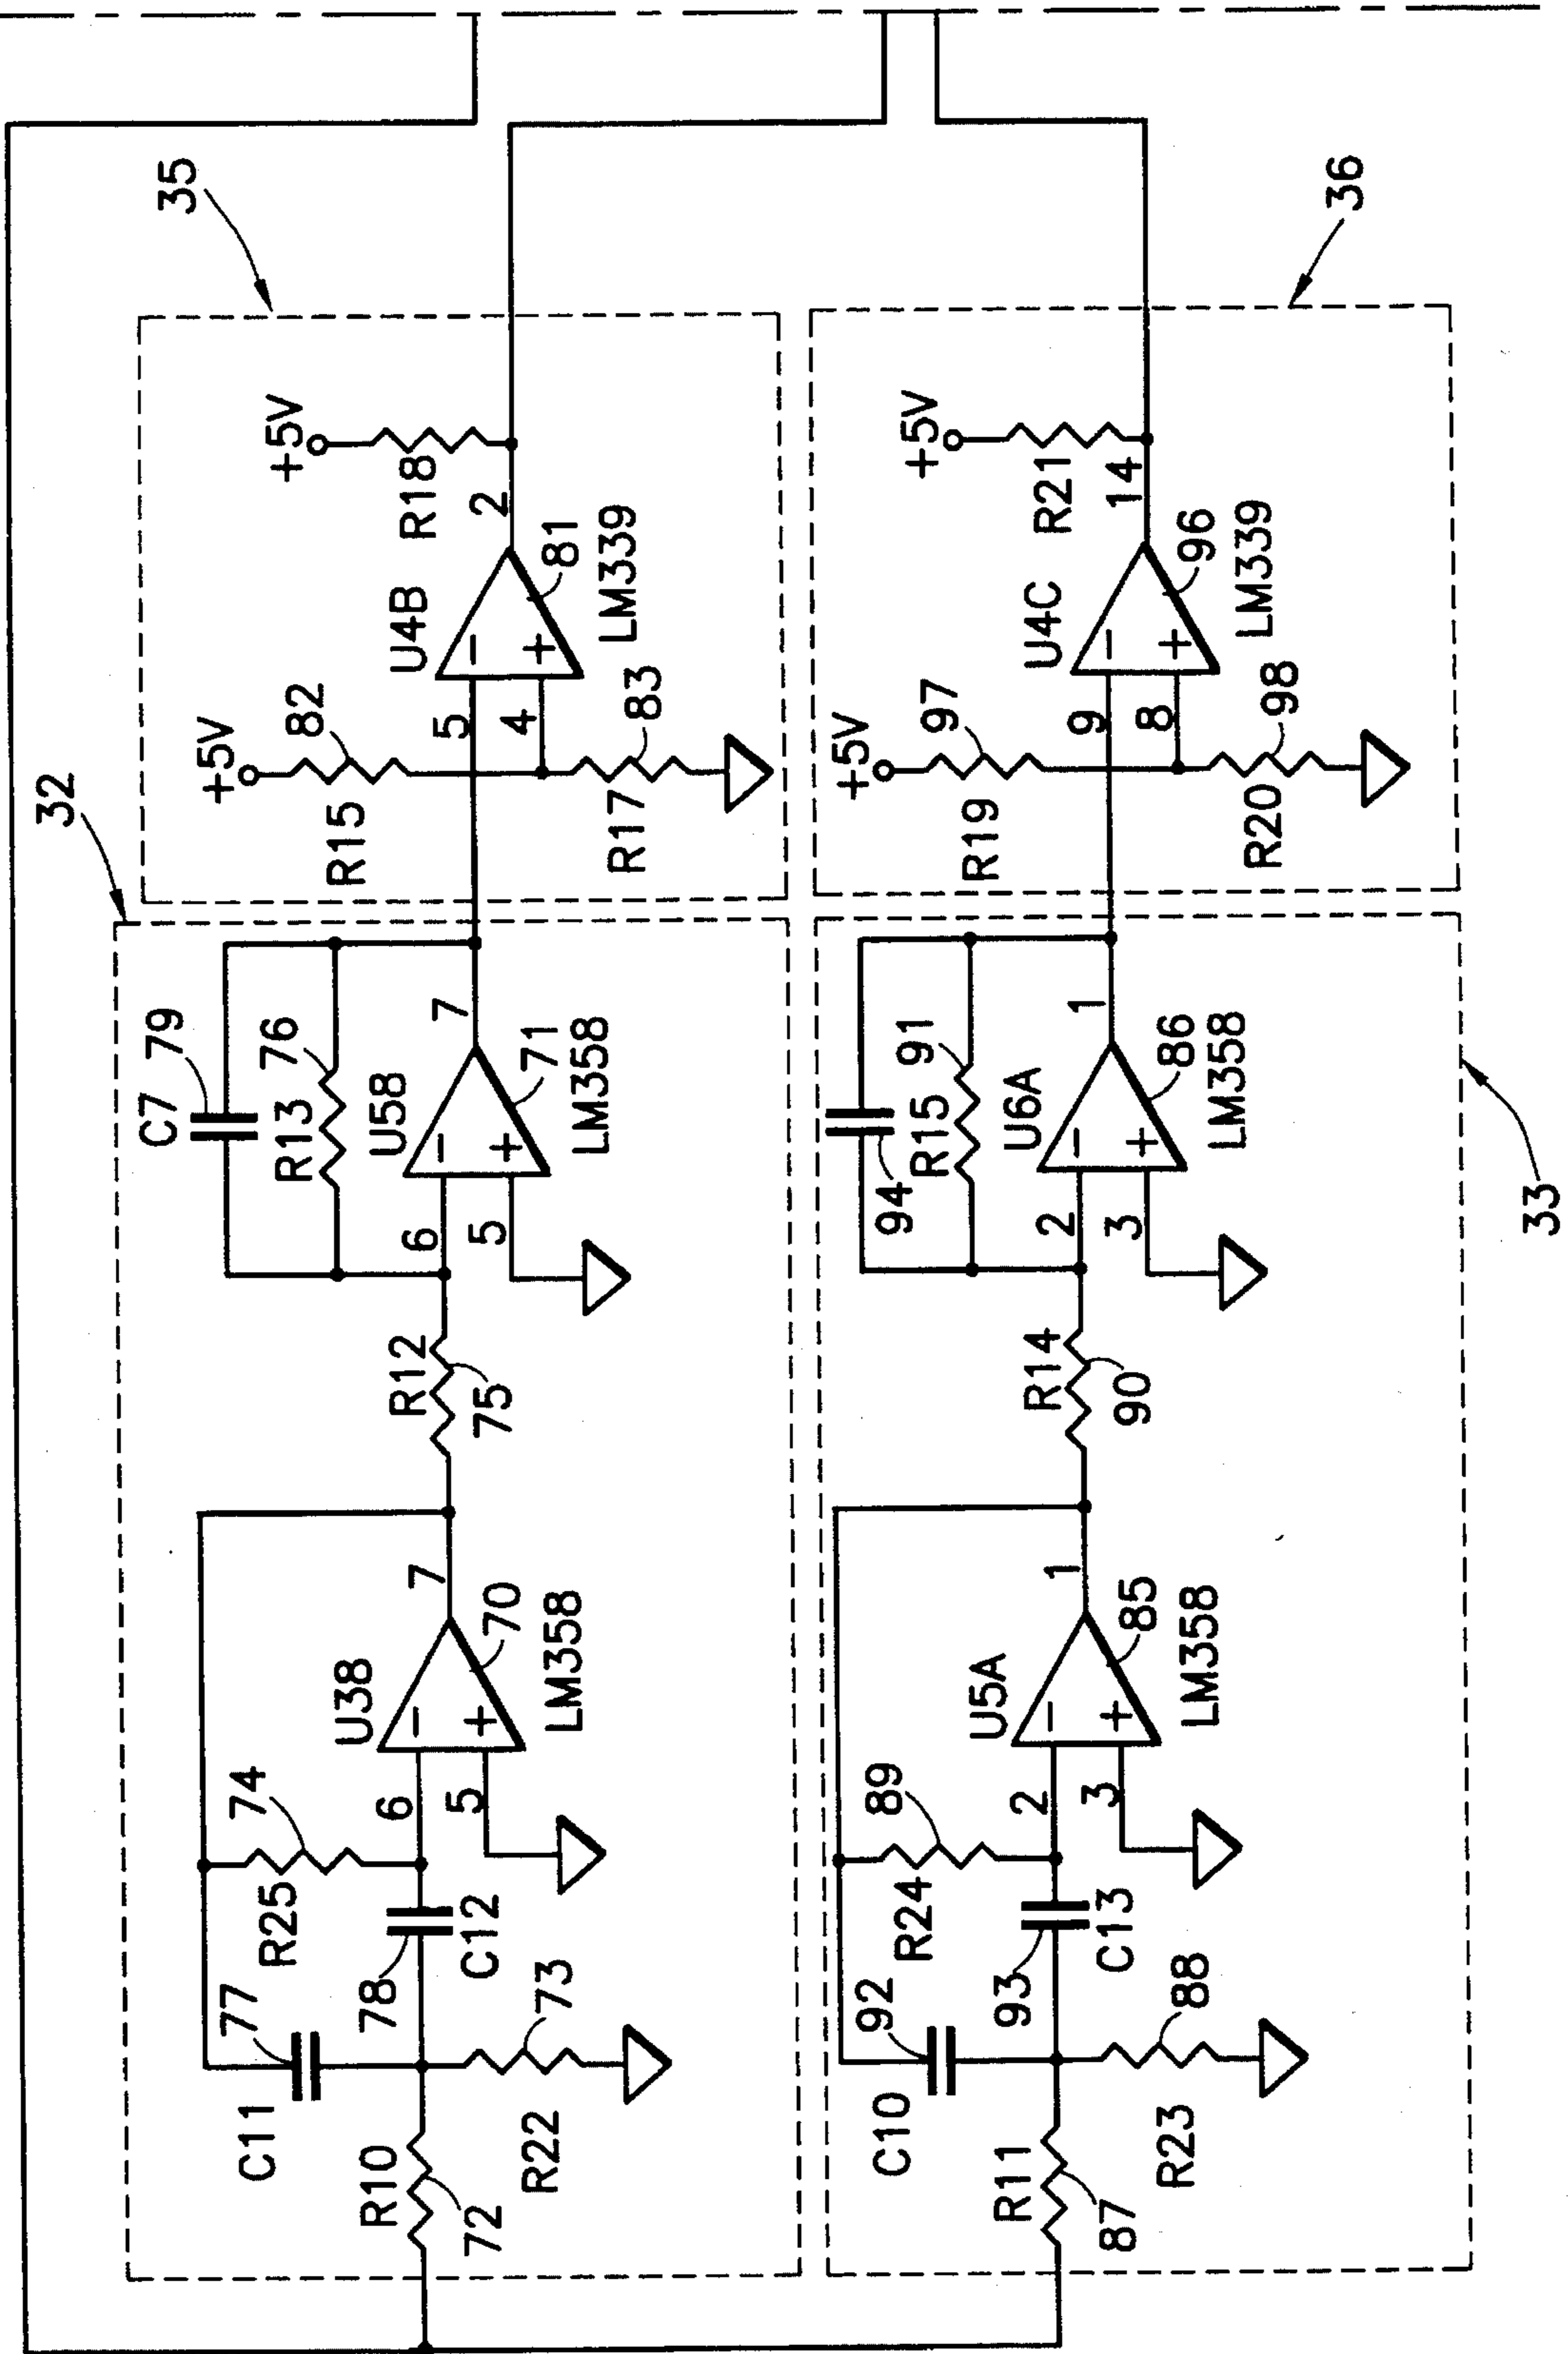 32
C11
77
R25
74
R10
72
78
C12
R22
73
U38
6
5
−
+
7
70
LM358
R12
75
C7
79
R13
76
U58
6
5
−
+
7
71
LM358
35
+5V
82
R15
5
4
R17
83
U4B
−
+
81
LM339
2
+5V
R18
C10
92
R24
89
R11
87
93
C13
R23
88
U5A
2
3
−
+
1
85
LM358
R14
90
94
R15
91
U6A
2
3
−
+
1
86
LM358
33
+5V
97
R19
9
8
R20
98
U4C
−
+
96
LM339
14
+5V
R21
36